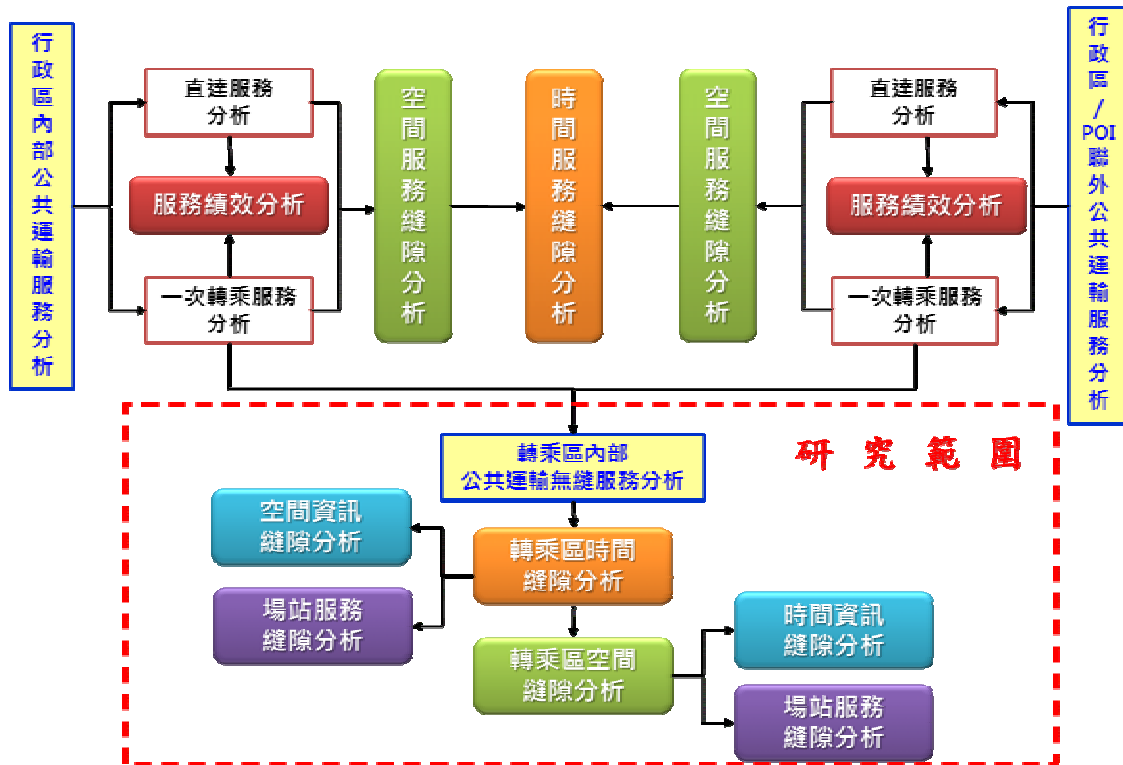 行政區內部公共運輸服務分析
直達服務
分析
服務績效分析
一次轉乘服務
分析
空間服務縫隙分析
時間服務縫隙分析
空間服務縫隙分析
直達服務
分析
服務績效分析
一次轉乘服務
分析
行政區/POI聯外公共運輸服務分析
研究範圍
轉乘區內部
公共運輸無縫服務分析
空間資訊
縫隙分析
轉乘區時間
縫隙分析
場站服務
縫隙分析
轉乘區空間
縫隙分析
時間資訊
縫隙分析
場站服務
縫隙分析